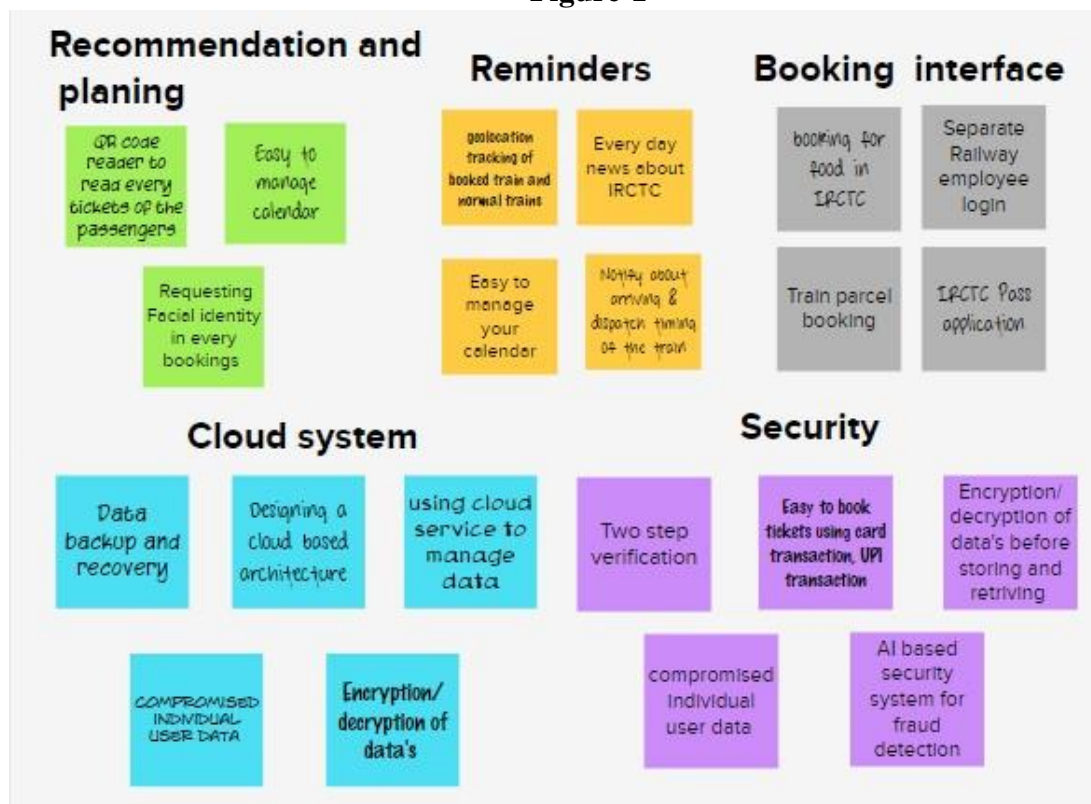 Recommendation and
planing
QR code
reader to
read every
tickets of the
passengers
Easy to
manage
calendar
Requesting
Facial identity
in every
bookings
Reminders
geolocation
tracking of
booked train and
normal trains
Every day
news about
IRCTC
Easy to
manage
your
calendar
Notify about
arriving &
dispatch timing
of the train
Booking interface
booking for
food in
IRCTC
Separate
Railway
employee
login
Train parcel
booking
IRCTC Pass
application
Cloud system
Data
backup and
recovery
Designing a
cloud based
architecture
using cloud
service to
manage
data
COMPROMISED
INDIVIDUAL
USER DATA
Encryption/
decryption of
data's
Security
Two step
verification
Easy to book
tickets using card
transaction, UPI
transaction
Encryption/
decryption of
data's before
storing and
retriving
compromised
individual
user data
AI based
security
system for
fraud
detection